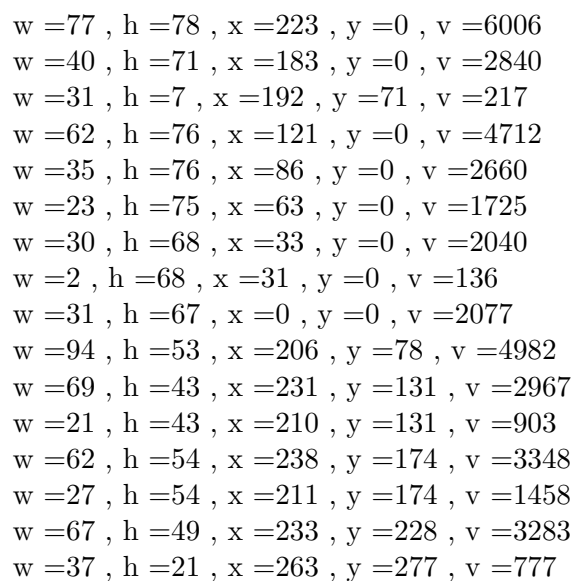 w =77 , h =78 , x =223 , y =0 , v =6006
w =40 , h =71 , x =183 , y =0 , v =2840
w =31 , h =7 , x =192 , y =71 , v =217
w =62 , h =76 , x =121 , y =0 , v =4712
w =35 , h =76 , x =86 , y =0 , v =2660
w =23 , h =75 , x =63 , y =0 , v =1725
w =30 , h =68 , x =33 , y =0 , v =2040
w =2 , h =68 , x =31 , y =0 , v =136
w =31 , h =67 , x =0 , y =0 , v =2077
w =94 , h =53 , x =206 , y =78 , v =4982
w =69 , h =43 , x =231 , y =131 , v =2967
w =21 , h =43 , x =210 , y =131 , v =903
w =62 , h =54 , x =238 , y =174 , v =3348
w =27 , h =54 , x =211 , y =174 , v =1458
w =67 , h =49 , x =233 , y =228 , v =3283
w =37 , h =21 , x =263 , y =277 , v =777